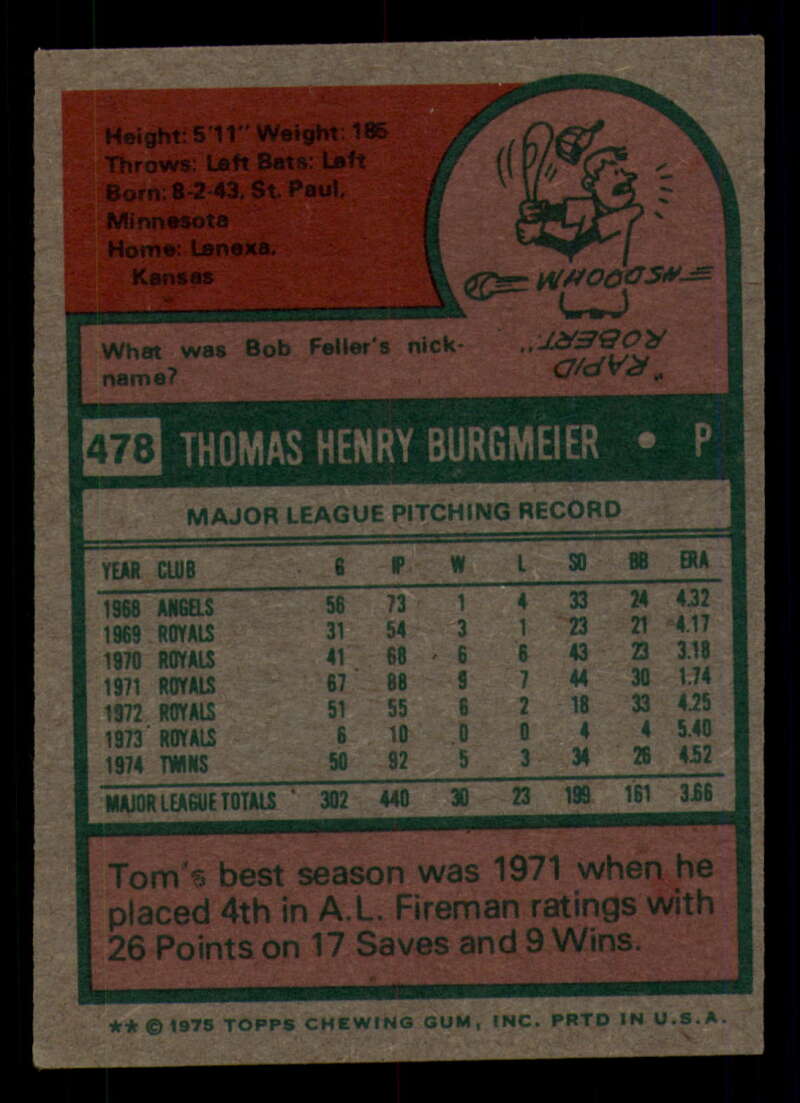 Height: 5'11" Weight: 185
Throws: Left Bats: Left
Born: 8-2-43, St. Paul,
Minnesota
Home: Lenexa,
Kansas
WHOOOSH
What was Bob Feller's nick-
name?
"RAPID
ROBERT."
478 THOMAS HENRY BURGMEIER • P
MAJOR LEAGUE PITCHING RECORD
YEAR CLUB G IP W L SO BB ERA
1968 ANGELS 56 73 1 4 33 24 4.32
1969 ROYALS 31 54 3 1 23 21 4.17
1970 ROYALS 41 68 6 6 43 23 3.18
1971 ROYALS 67 88 9 7 44 30 1.74
1972 ROYALS 51 55 6 2 18 33 4.25
1973 ROYALS 6 10 0 0 4 4 5.40
1974 TWINS 50 92 5 3 34 26 4.52
MAJOR LEAGUE TOTALS 302 440 30 23 199 161 3.66
Tom's best season was 1971 when he
placed 4th in A.L. Fireman ratings with
26 Points on 17 Saves and 9 Wins.
** © 1975 TOPPS CHEWING GUM, INC. PRTD IN U.S.A.